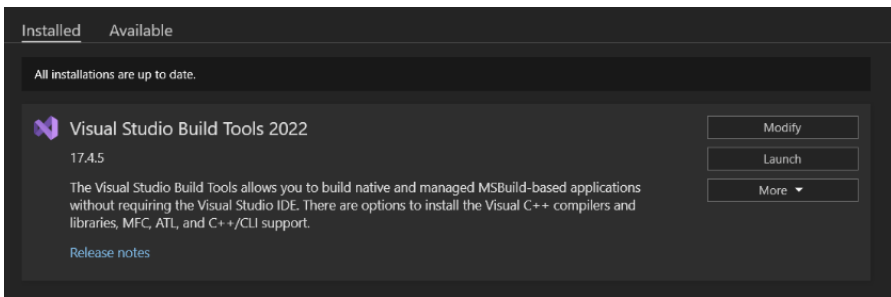 Installed Available
All installations are up to date.
Visual Studio Build Tools 2022
Modify
17.4.5
Launch
The Visual Studio Build Tools allows you to build native and managed MSBuild-based applications
without requiring the Visual Studio IDE. There are options to install the Visual C++ compilers and
libraries, MFC, ATL, and C++/CLI support.
More
Release notes